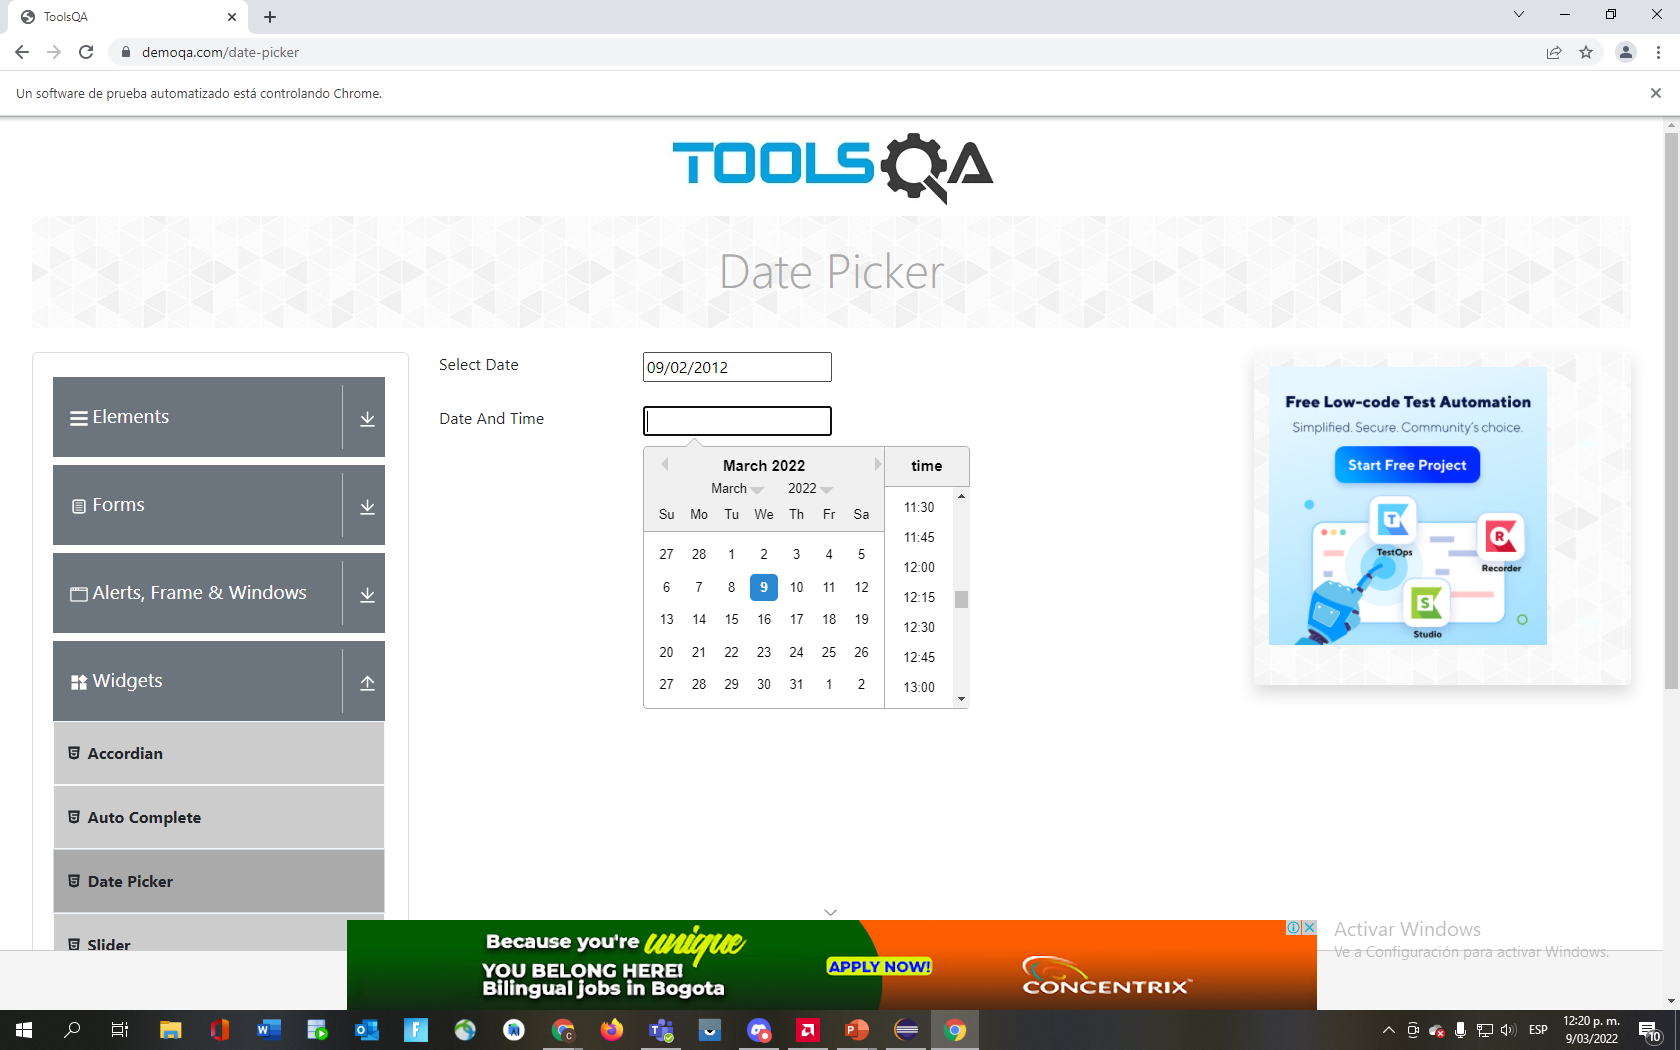 ToolsQA
demoqa.com/date-picker
Un software de prueba automatizado está controlando Chrome.
TOOLSQA
Date Picker
Elements
Forms
Alerts, Frame & Windows
Widgets
Accordian
Auto Complete
Date Picker
Slider
Select Date
09/02/2012
Date And Time
March 2022
March 2022
Su Mo Tu We Th Fr Sa
27 28 1 2 3 4 5
6 7 8 9 10 11 12
13 14 15 16 17 18 19
20 21 22 23 24 25 26
27 28 29 30 31 1 2
time
11:30
11:45
12:00
12:15
12:30
12:45
13:00
Free Low-code Test Automation
Simplified. Secure. Community's choice.
Start Free Project
TestOps
Recorder
Studio
Because you're unique
YOU BELONG HERE!
Bilingual jobs in Bogota
APPLY NOW!
CONCENTRIX
Activar Windows
Ve a Configuración para activar Windows.
ESP
12:20 p. m.
9/03/2022
10